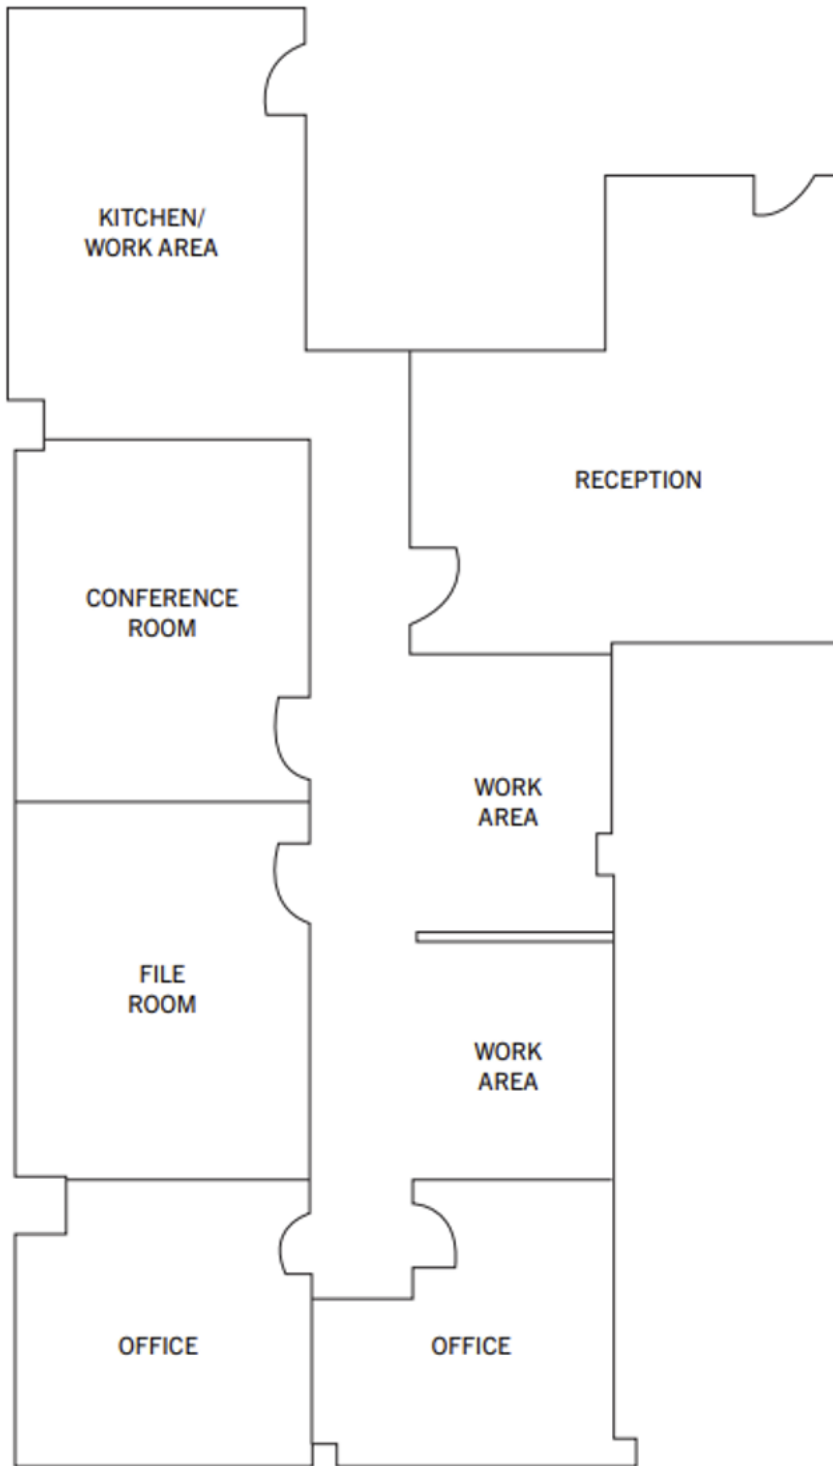 KITCHEN/
WORK AREA
RECEPTION
CONFERENCE
ROOM
WORK
AREA
FILE
ROOM
WORK
AREA
OFFICE
OFFICE